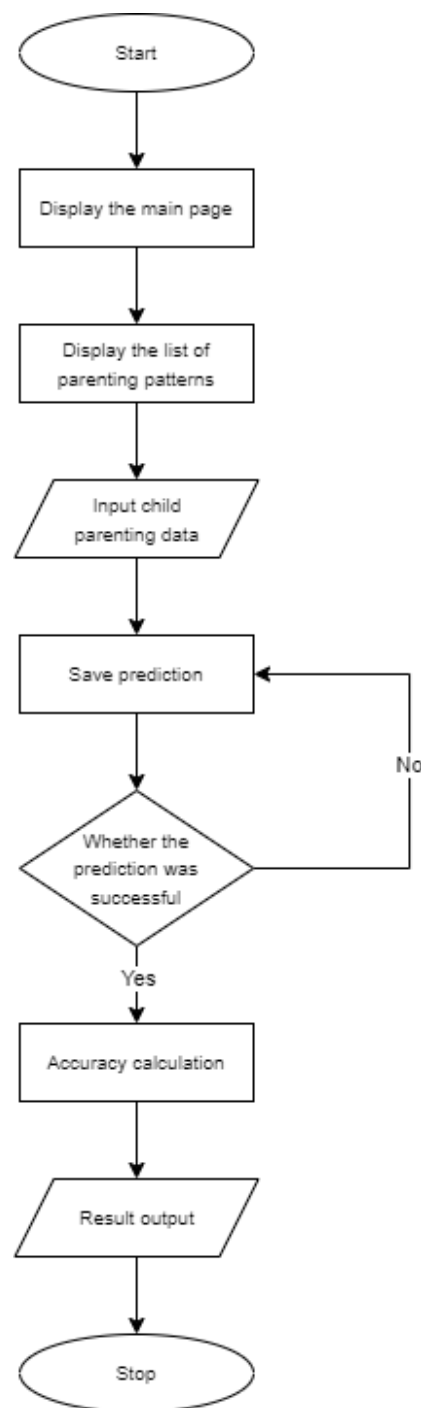 Start
Display the main page
Display the list of
parenting patterns
Input child
parenting data
Save prediction
No
Whether the
prediction was
successful
Yes
Accuracy calculation
Result output
Stop